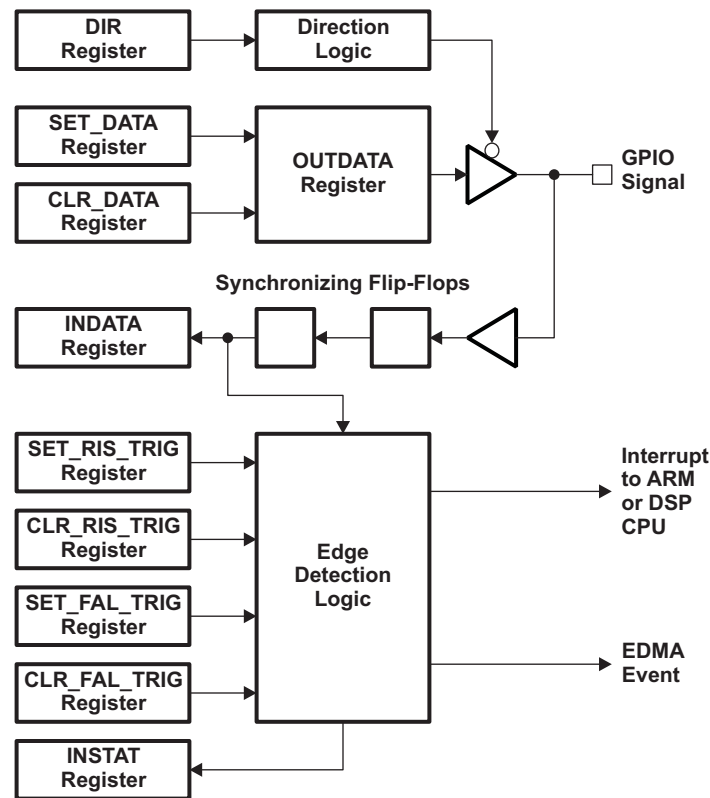 DIR
Register
Direction
Logic
SET_DATA
Register
CLR_DATA
Register
OUTDATA
Register
GPIO
Signal
Synchronizing Flip-Flops
INDATA
Register
SET_RIS_TRIG
Register
CLR_RIS_TRIG
Register
SET_FAL_TRIG
Register
CLR_FAL_TRIG
Register
INSTAT
Register
Edge
Detection
Logic
Interrupt
to ARM
or DSP
CPU
EDMA
Event